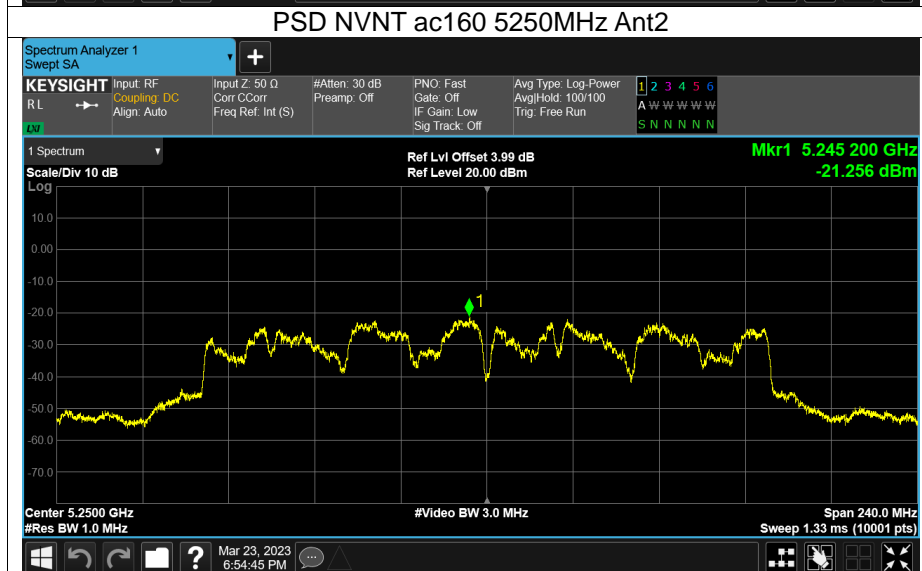 PSD NVNT ac160 5250MHz Ant2
Spectrum Analyzer 1
Swept SA
+
KEYSIGHT Input: RF Input Z: 50 Ω #Atten: 30 dB PNO: Fast Avg Type: Log-Power 1 2 3 4 5 6
RL Coupling: DC Corr CCorr Preamp: Off Gate: Off Avg|Hold: 100/100 A W W W W W
Align: Auto Freq Ref: Int (S) IF Gain: Low Trig: Free Run
LXI Sig Track: Off S N N N N N
1 Spectrum Ref Lvl Offset 3.99 dB Mkr1 5.245 200 GHz
Scale/Div 10 dB Ref Level 20.00 dBm -21.256 dBm
Log
10.0
0.00
-10.0
-20.0
1
-30.0
-40.0
-50.0
-60.0
-70.0
Center 5.2500 GHz #Video BW 3.0 MHz Span 240.0 MHz
#Res BW 1.0 MHz Sweep 1.33 ms (10001 pts)
? Mar 23, 2023
6:54:45 PM